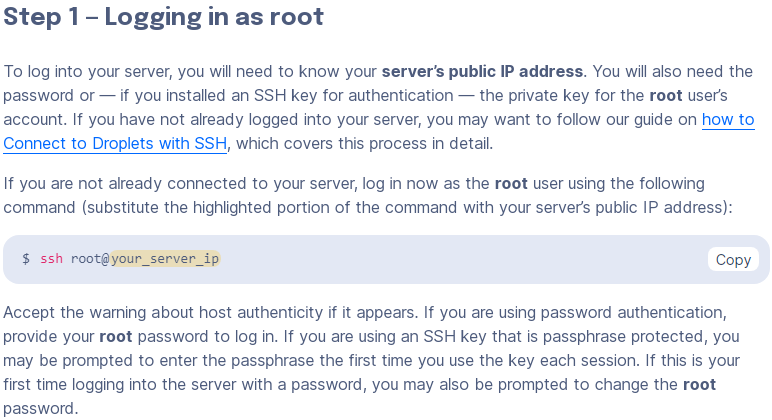 Step 1 — Logging in as root
To log into your server, you will need to know your server’s public IP address. You will also need the
password or — if you installed an SSH key for authentication — the private key for the root user’s
account. If you have not already logged into your server, you may want to follow our guide on how to
Connect to Droplets with SSH, which covers this process in detail.
If you are not already connected to your server, log in now as the root user using the following
command (substitute the highlighted portion of the command with your server’s public IP address):
$ ssh root@your_server_ip
Copy
Accept the warning about host authenticity if it appears. If you are using password authentication,
provide your root password to log in. If you are using an SSH key that is passphrase protected, you
may be prompted to enter the passphrase the first time you use the key each session. If this is your
first time logging into the server with a password, you may also be prompted to change the root
password.